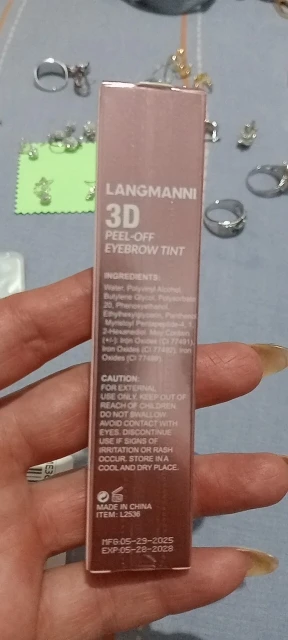 LANGMANNI
3D
PEEL-OFF
EYEBROW TINT
INGREDIENTS:
Water, Polyvinyl Alcohol,
Butylene Glycol, Polysorbate
20, Phenoxyethanol,
Ethylhexylglycerin, Panthenol,
Myristoyl Pentapeptide-4, 1,
2-Hexanediol. May Contain
(+/-): Iron Oxides (CI 77491),
Iron Oxides (CI 77492), Iron
Oxides (CI 77499).
CAUTION:
FOR EXTERNAL
USE ONLY. KEEP OUT OF
REACH OF CHILDREN.
DO NOT SWALLOW.
AVOID CONTACT WITH
EYES. DISCONTINUE
USE IF SIGNS OF
IRRITATION OR RASH
OCCUR. STORE IN A
COOL AND DRY PLACE.
MADE IN CHINA
ITEM: L2536
MFG:05-29-2025
EXP:05-28-2028